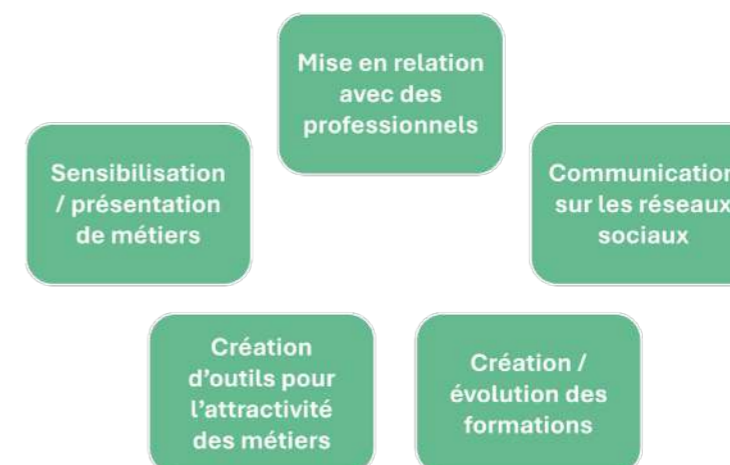 Mise en relation
avec des
professionnels
Sensibilisation
/ présentation
de métiers
Communication
sur les réseaux
sociaux
Création
d'outils pour
l'attractivité
des métiers
Création /
évolution des
formations